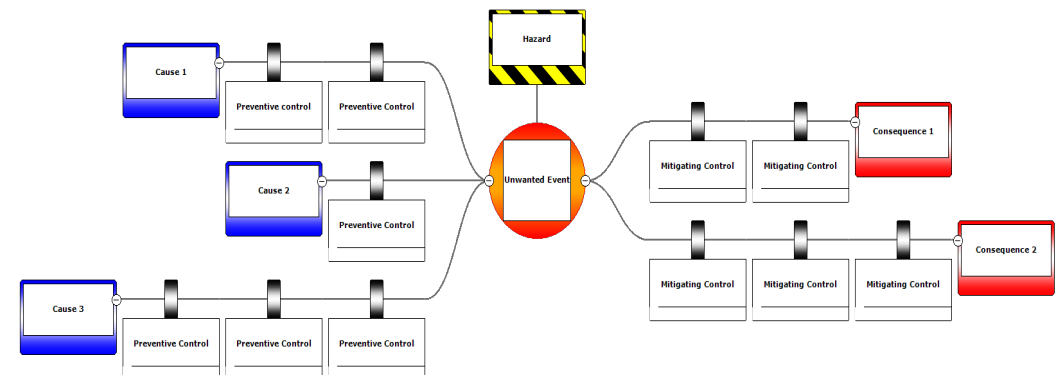 Hazard
Cause 1
Preventive control
Preventive Control
Consequence 1
Mitigating Control
Mitigating Control
Unwanted Event
Cause 2
Preventive Control
Consequence 2
Mitigating Control
Mitigating Control
Mitigating Control
Cause 3
Preventive Control
Preventive Control
Preventive Control